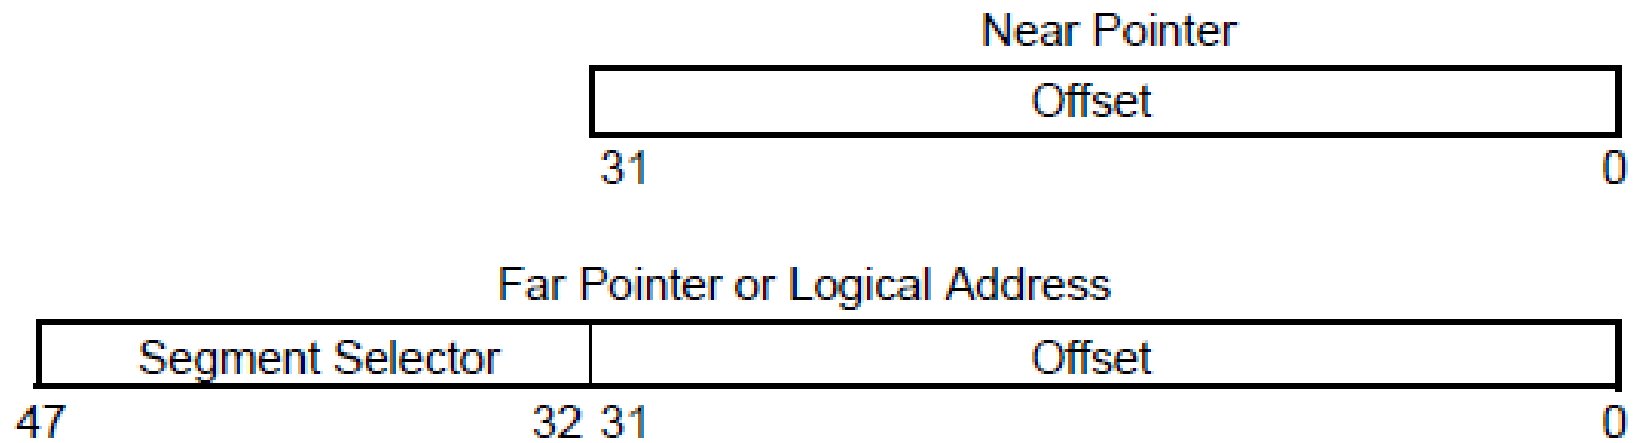 Near Pointer
Offset
31 0
Far Pointer or Logical Address
Segment Selector Offset
47 32 31 0